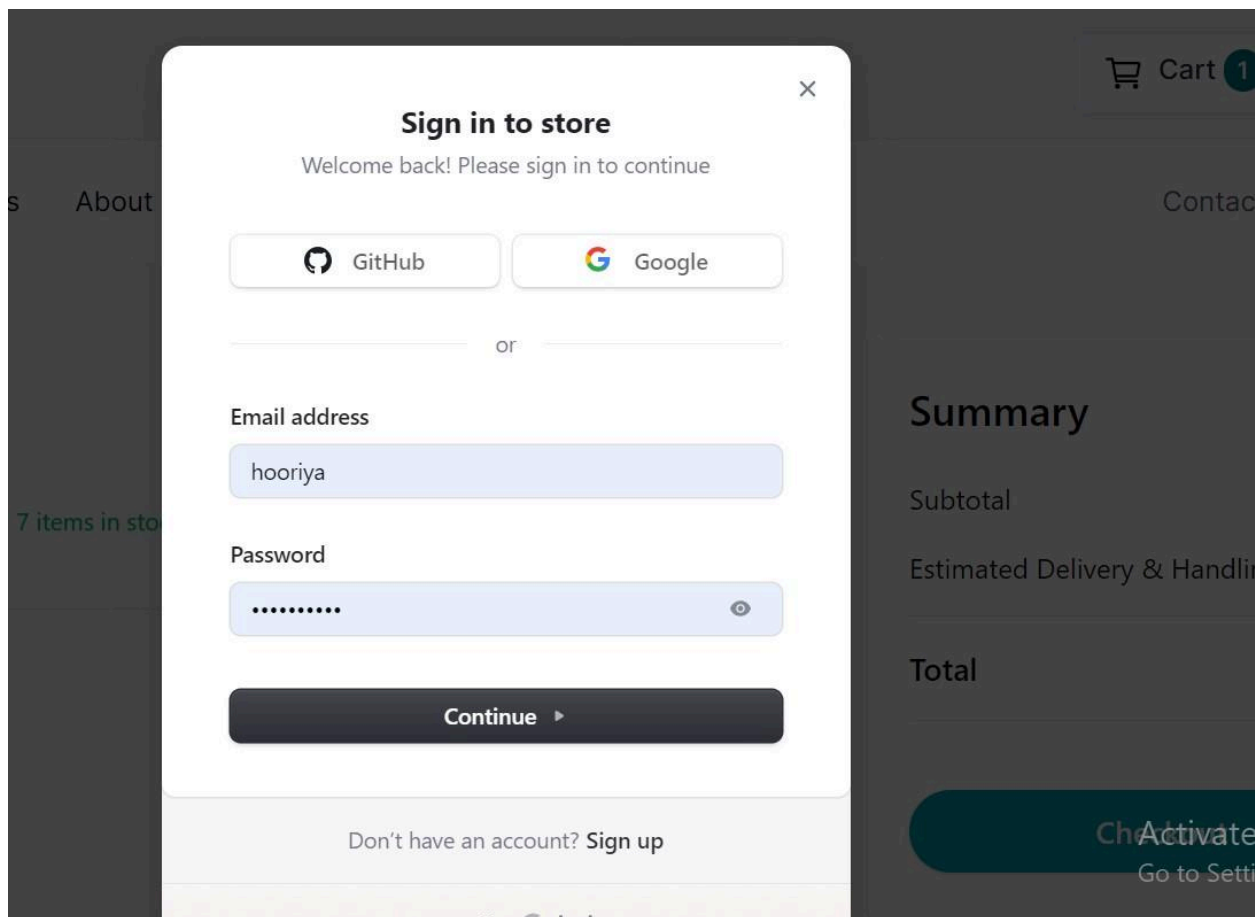 Cart 1
Sign in to store
Welcome back! Please sign in to continue
s About
Contac
GitHub Google
or
Email address
hooriya
Summary
Subtotal
7 items in sto
Password
Estimated Delivery & Handli
••••••••••
Total
Continue
Don't have an account? Sign up
Activate
Go to Setti